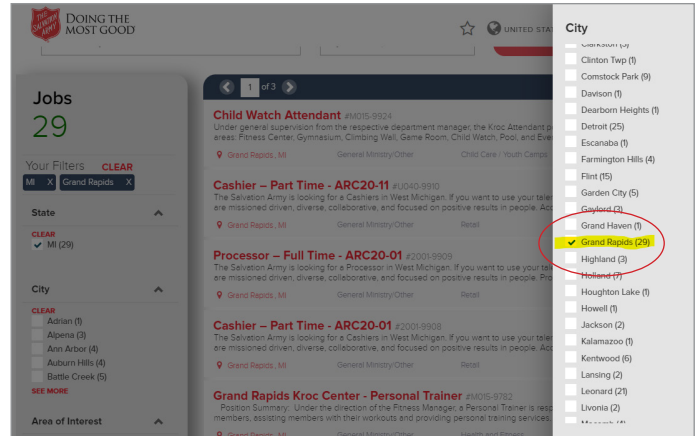 THE
SALVATION
ARMY
DOING THE
MOST GOOD®
UNITED STAT
Jobs
29
Your Filters CLEAR
MI X Grand Rapids X
State
CLEAR
MI (29)
City
CLEAR
Adrian (1)
Alpena (3)
Ann Arbor (4)
Auburn Hills (4)
Battle Creek (5)
SEE MORE
Area of Interest
1 of 3
Child Watch Attendant #M015-9924
Under general supervision from the respective department manager, the Kroc Attendant p
areas: Fitness Center, Gymnasium, Climbing Wall, Game Room, Child Watch, Pool, and Eve
Grand Rapids, MI General Ministry/Other Child Care / Youth Camps
Cashier – Part Time - ARC20-11 #U040-9910
The Salvation Army is looking for a Cashiers in West Michigan. If you want to use your talen
are missioned driven, diverse, collaborative, and focused on positive results in people. Acc
Grand Rapids, MI General Ministry/Other Retail
Processor – Full Time - ARC20-01 #2001-9909
The Salvation Army is looking for a Processor in West Michigan. If you want to use your tale
are missioned driven, diverse, collaborative, and focused on positive results in people. Pro
Grand Rapids, MI General Ministry/Other Retail
Cashier – Part Time - ARC20-01 #2001-9908
The Salvation Army is looking for a Cashiers in West Michigan. If you want to use your talen
are missioned driven, diverse, collaborative, and focused on positive results in people. Acc
Grand Rapids, MI General Ministry/Other Retail
Grand Rapids Kroc Center - Personal Trainer #M015-9782
Position Summary: Under the direction of the Fitness Manager, a Personal Trainer is resp
members, assisting members with their workouts and providing personal training services.
Grand Rapids, MI General Ministry/Other Health and Fitness
City
Clarkston (3)
Clinton Twp (1)
Comstock Park (9)
Davison (1)
Dearborn Heights (1)
Detroit (25)
Escanaba (1)
Farmington Hills (4)
Flint (15)
Garden City (5)
Gaylord (3)
Grand Haven (1)
Grand Rapids (29)
Highland (3)
Holland (7)
Houghton Lake (1)
Howell (1)
Jackson (2)
Kalamazoo (1)
Kentwood (6)
Lansing (2)
Leonard (21)
Livonia (2)
Macomb (4)